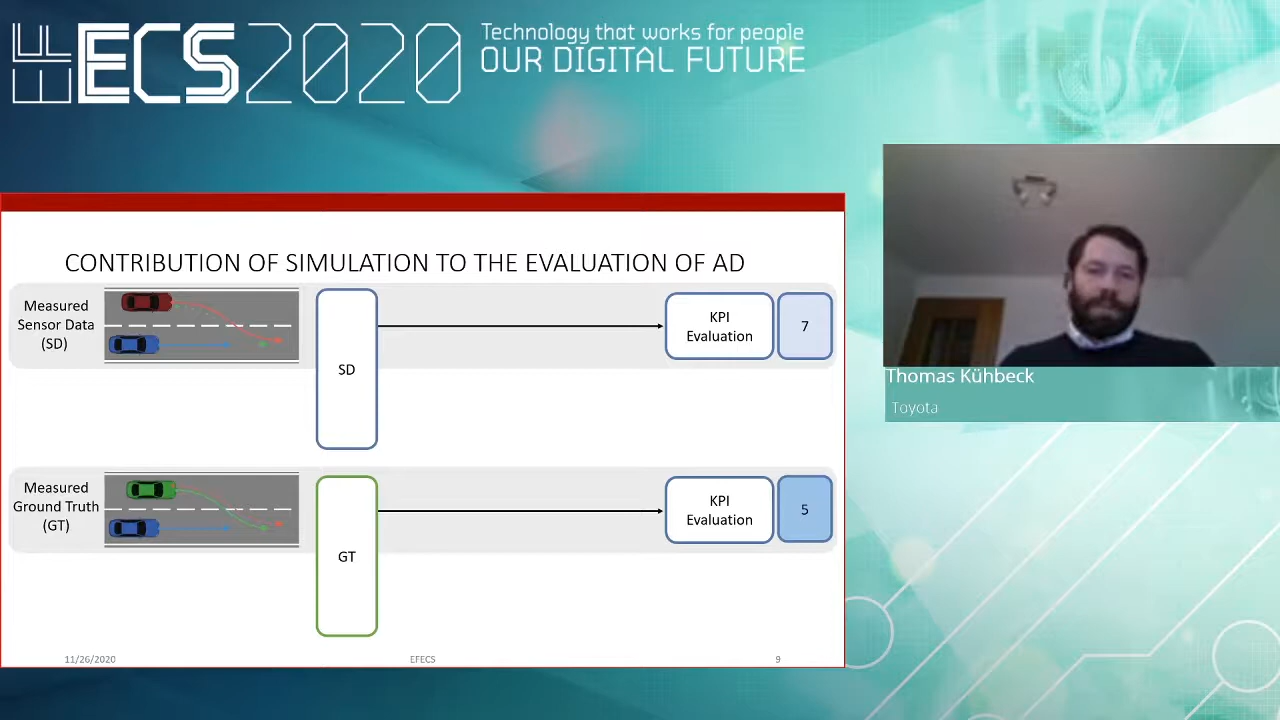 EFECS2020
Technology that works for people
OUR DIGITAL FUTURE
CONTRIBUTION OF SIMULATION TO THE EVALUATION OF AD
Measured
Sensor Data
(SD)
SD
KPI
Evaluation
7
Measured
Ground Truth
(GT)
GT
KPI
Evaluation
5
11/26/2020
EFECS
9
Thomas Kühbeck
Toyota